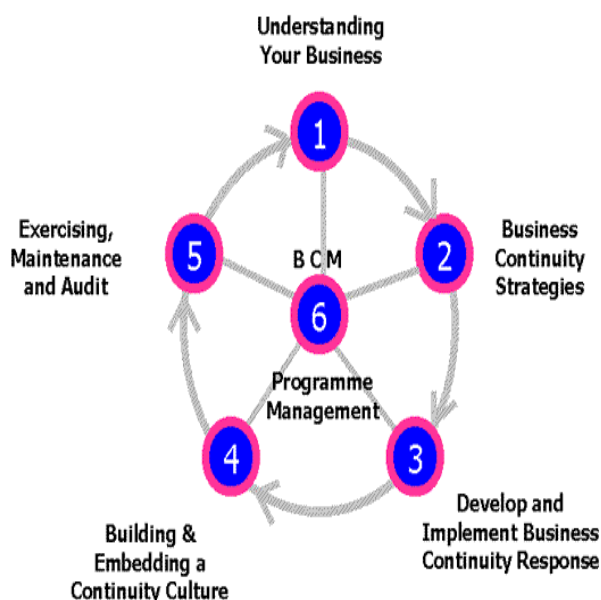 Understanding
Your Business
1
2
Business
Continuity
Strategies
3
Develop and
Implement Business
Continuity Response
4
Building &
Embedding a
Continuity Culture
5
Exercising,
Maintenance
and Audit
B C M
6
Programme
Management